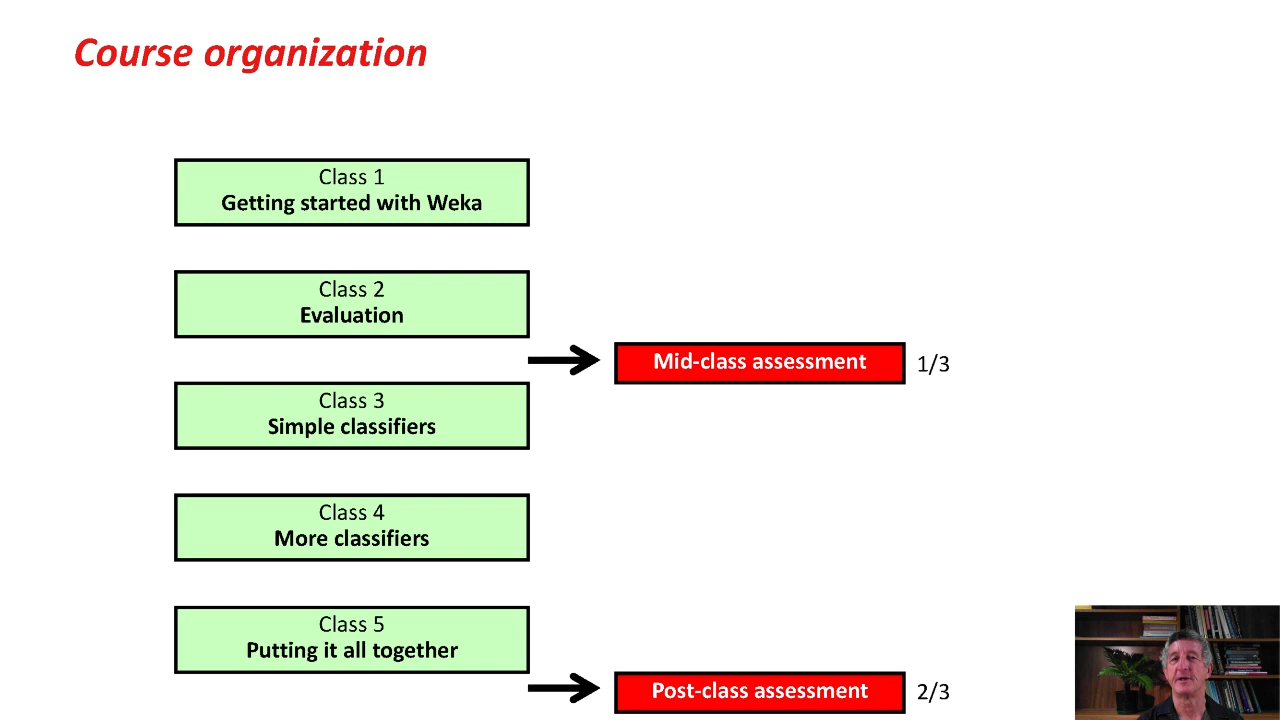 Course organization
Class 1
Getting started with Weka
Class 2
Evaluation
Mid-class assessment 1/3
Class 3
Simple classifiers
Class 4
More classifiers
Class 5
Putting it all together
Post-class assessment 2/3